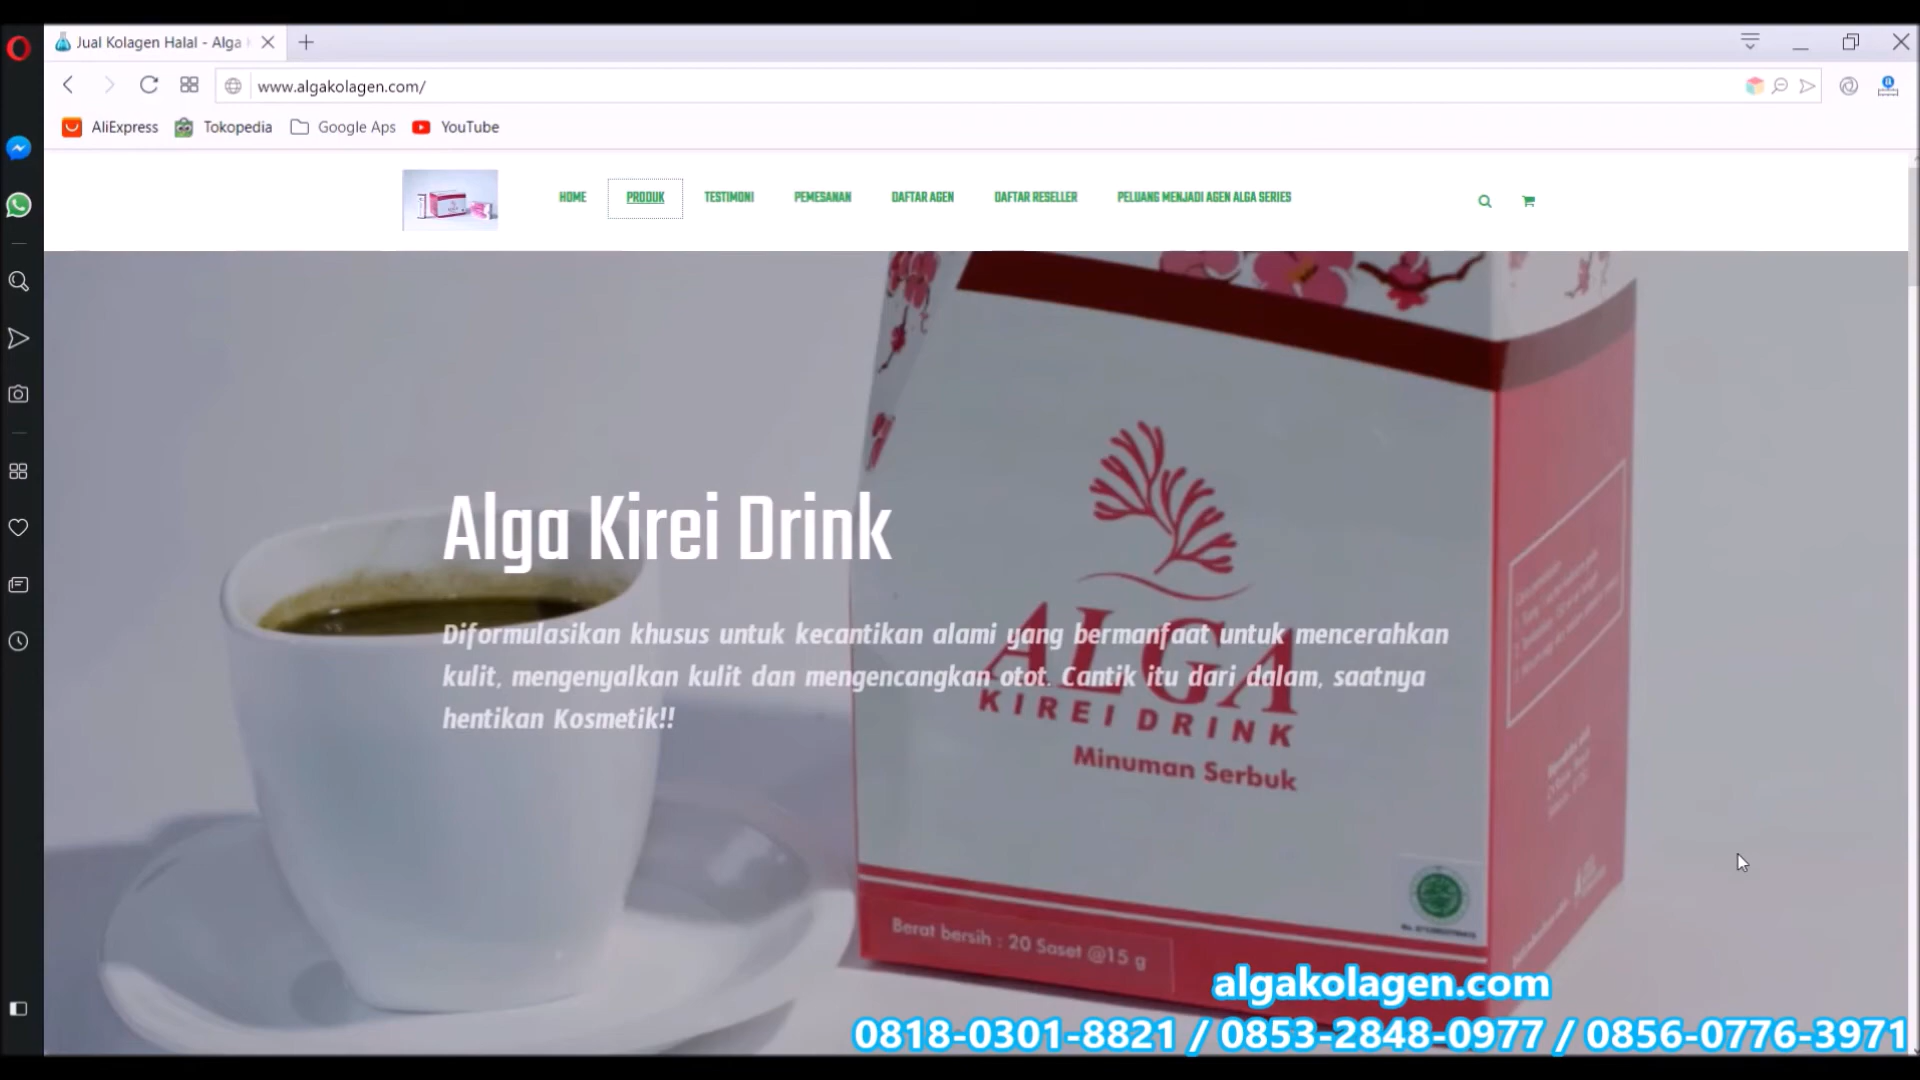 Jual Kolagen Halal - Alga
www.algakolagen.com/
AliExpress
Tokopedia
Google Aps
YouTube
HOME
PRODUK
TESTIMONI
PEMESANAN
DAFTAR AGEN
DAFTAR RESELLER
PELUANG MENJADI AGEN ALGA SERIES
Alga Kirei Drink
Diformulasikan khusus untuk kecantikan alami yang bermanfaat untuk mencerahkan
kulit, mengenyalkan kulit dan mengencangkan otot. Cantik itu dari dalam, saatnya
hentikan Kosmetik!!
ALGA
KIREI DRINK
Minuman Serbuk
Berat bersih : 20 Saset @15 g
algakolagen.com
0818-0301-8821 / 0853-2848-0977 / 0856-0776-3971